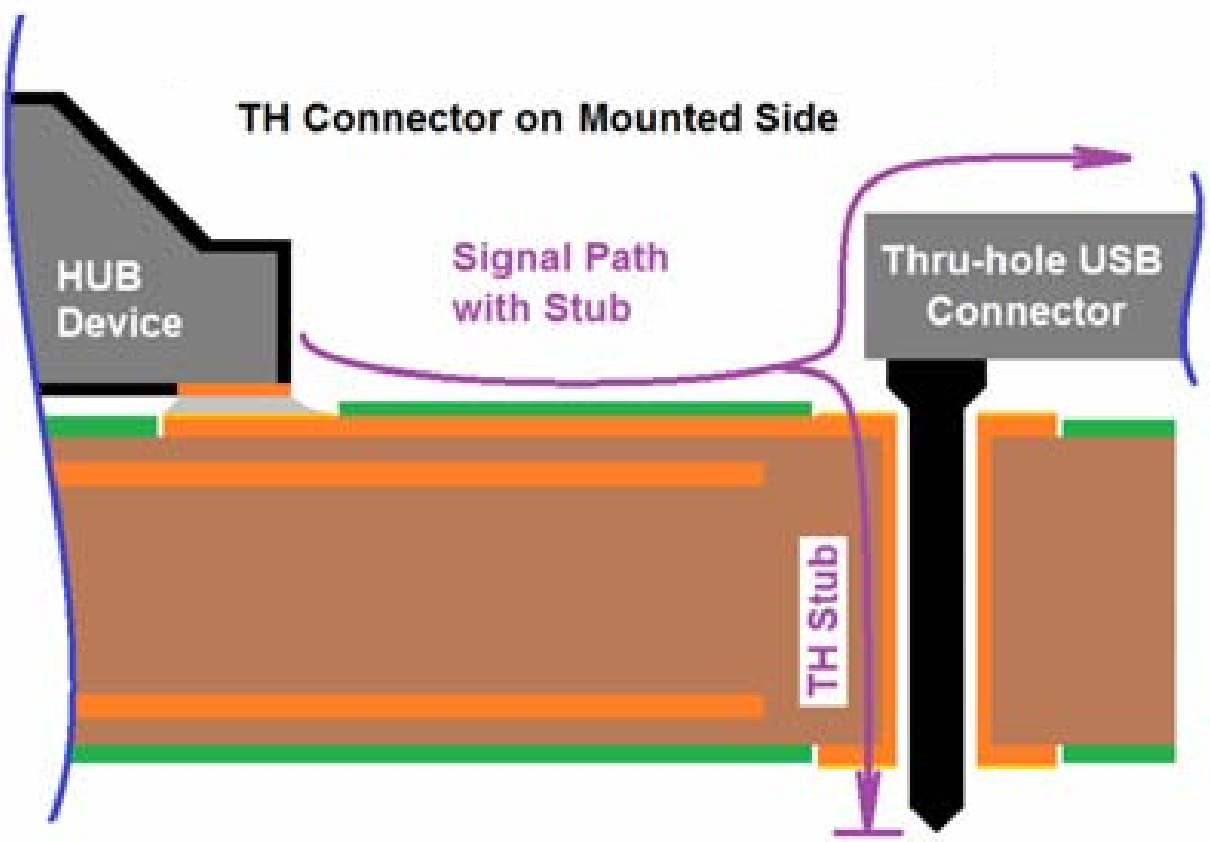 TH Connector on Mounted Side
Signal Path
with Stub
HUB
Device
Thru-hole USB
Connector
TH Stub